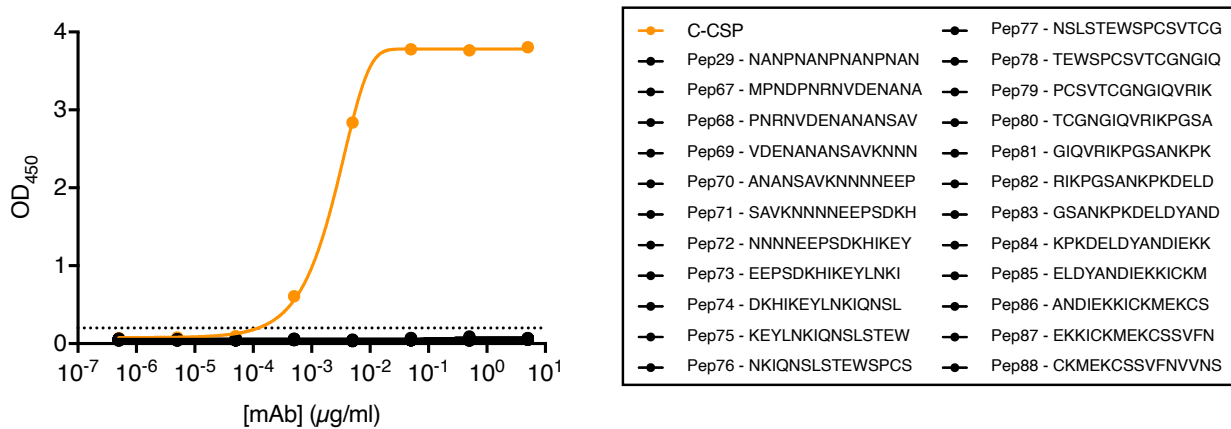 4
3
2
1
0
OD450
10-7 10-6 10-5 10-4 10-3 10-2 10-1 100 101
[mAb] (µg/ml)
C-CSP
Pep29 - NANPNANPNANPNAN
Pep67 - MPNDPNRNVDENANA
Pep68 - PNRNVDENANANSAV
Pep69 - VDENANANSAVKNNN
Pep70 - ANANSAVKNNNNEEP
Pep71 - SAVKNNNNEEPSDKH
Pep72 - NNNNEEPSDKHIKEY
Pep73 - EEPSDKHIKEYLNKI
Pep74 - DKHIKEYLNKIQNSL
Pep75 - KEYLNKIQNSLSTEW
Pep76 - NKIQNSLSTEWSPCS
Pep77 - NSLSTEWSPCSVTCG
Pep78 - TEWSPCSVTCGNGIQ
Pep79 - PCSVTCGNGIQVRIK
Pep80 - TCGNGIQVRIKPGSA
Pep81 - GIQVRIKPGSANKPK
Pep82 - RIKPGSANKPKDELD
Pep83 - GSANKPKDELDYAND
Pep84 - KPKDELDYANDIEKK
Pep85 - ELDYANDIEKKICKM
Pep86 - ANDIEKKICKMEKCS
Pep87 - EKKICKMEKCSSVFN
Pep88 - CKMEKCSSVFNVVNS